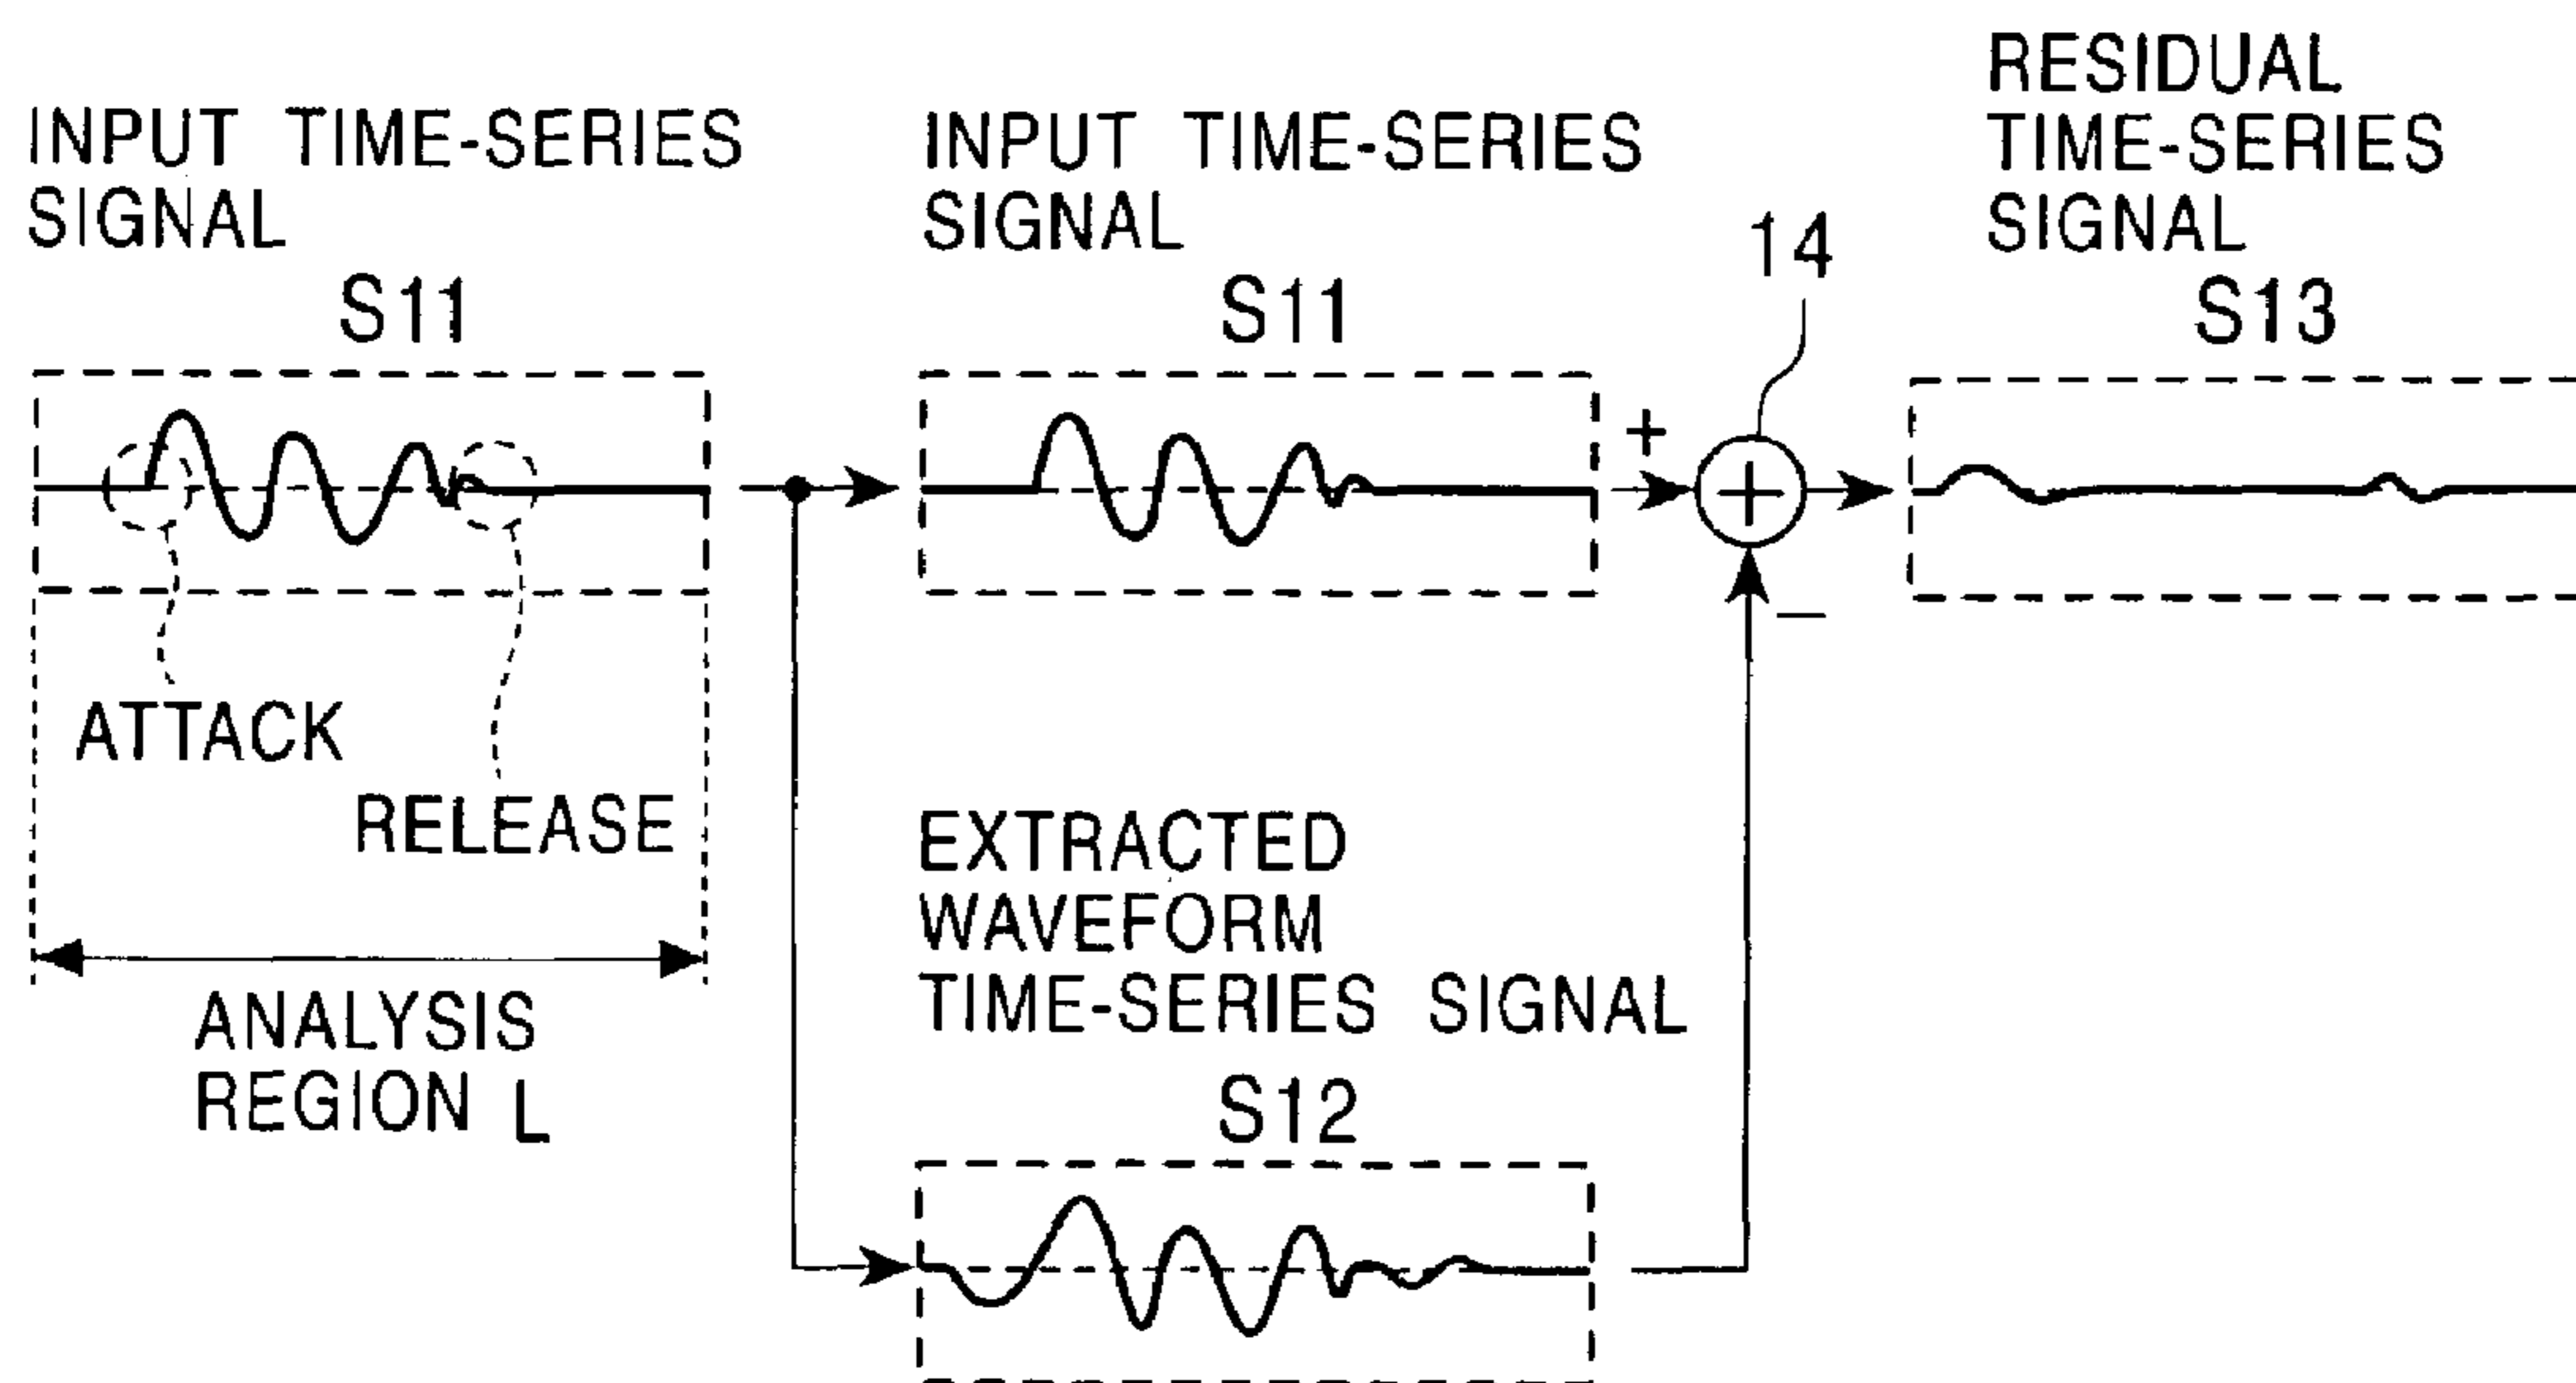 INPUT TIME-SERIES
SIGNAL
S11
ATTACK
RELEASE
ANALYSIS
REGION L
INPUT TIME-SERIES
SIGNAL
S11
+
14
+
−
EXTRACTED
WAVEFORM
TIME-SERIES SIGNAL
S12
RESIDUAL
TIME-SERIES
SIGNAL
S13